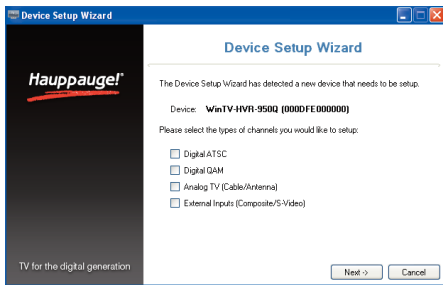 Device Setup Wizard
Device Setup Wizard
Hauppauge!
The Device Setup Wizard has detected a new device that needs to be setup.
Device: WinTV-HVR-950Q (000DFE000000)
Please select the types of channels you would like to setup:
Digital ATSC
Digital QAM
Analog TV (Cable/Antenna)
External Inputs (Composite/S-Video)
TV for the digital generation
Next ->
Cancel